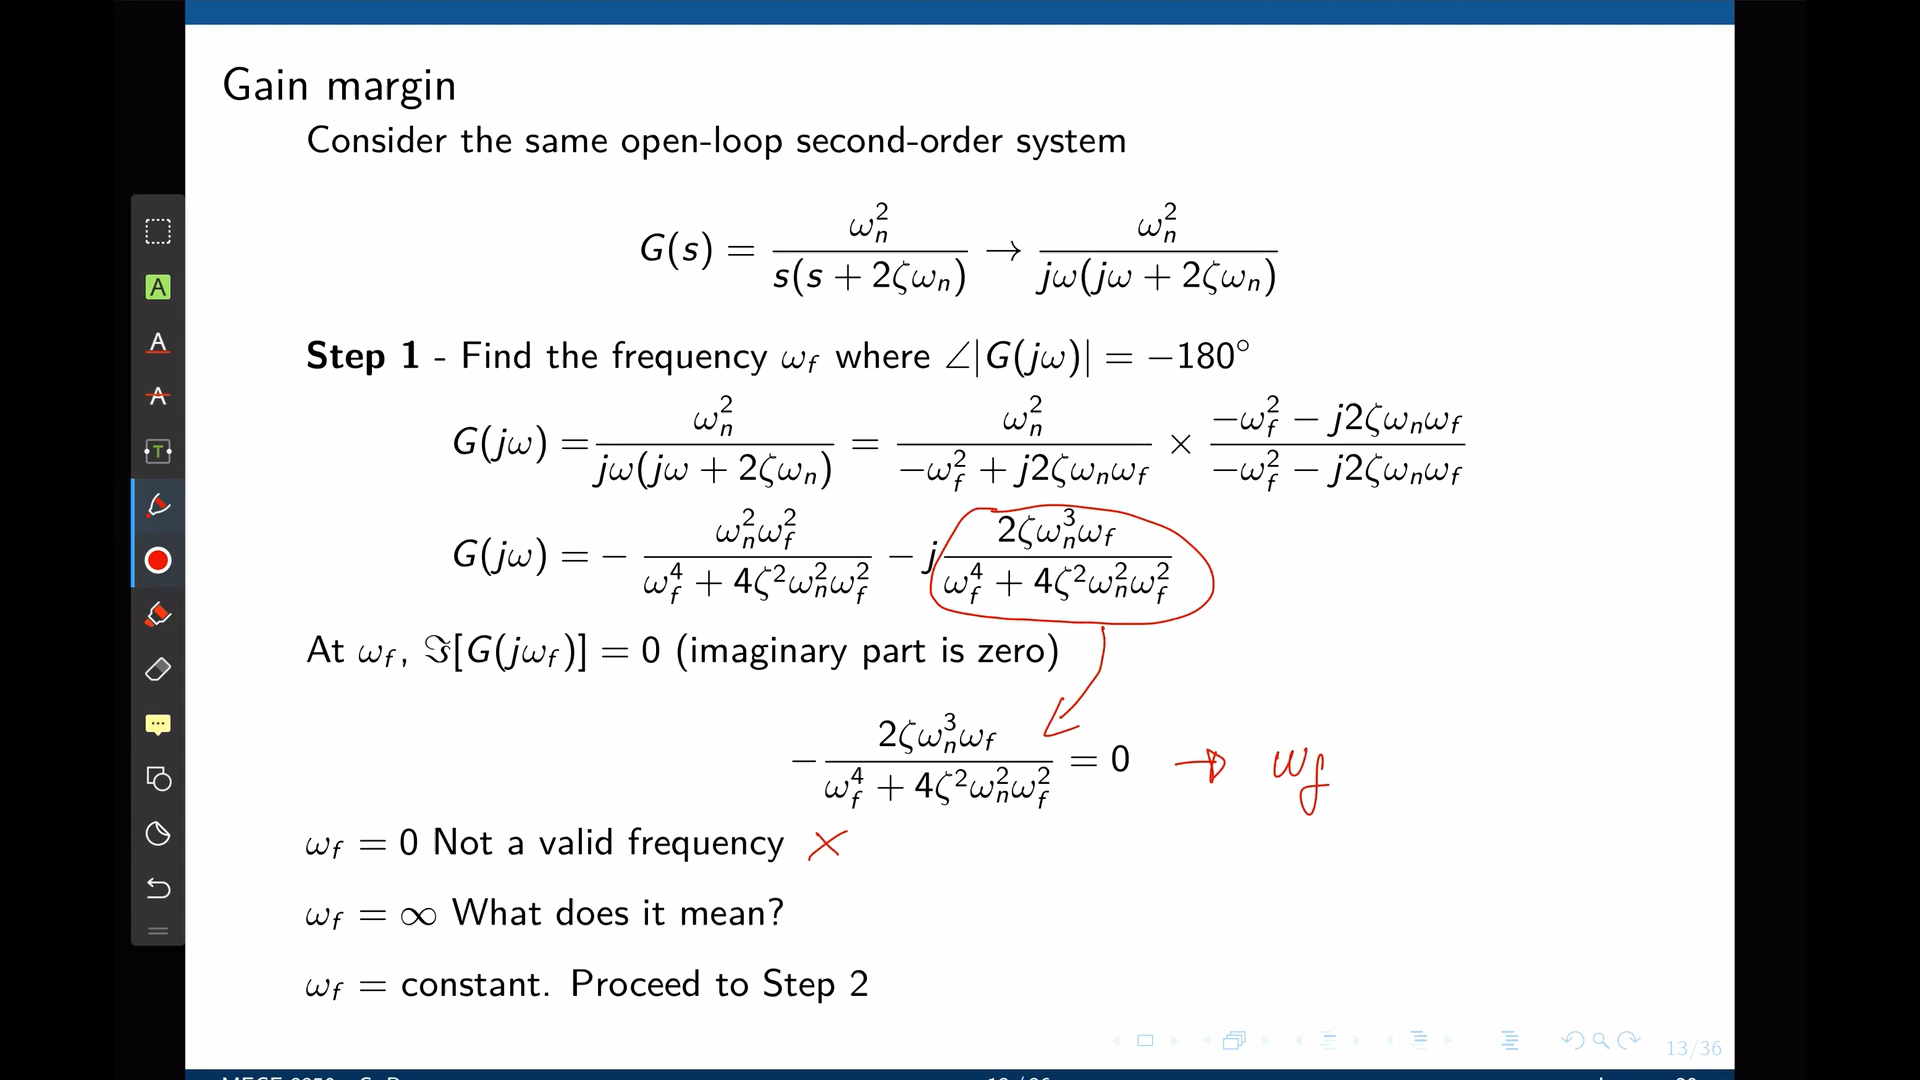 Gain margin
Consider the same open-loop second-order system
G(s) = ω_n^2 / s(s + 2ζω_n) → ω_n^2 / jω(jω + 2ζω_n)
Step 1 - Find the frequency ω_f where ∠|G(jω)| = −180°
G(jω) = ω_n^2 / jω(jω + 2ζω_n) = ω_n^2 / −ω_f^2 + j2ζω_nω_f × −ω_f^2 − j2ζω_nω_f / −ω_f^2 − j2ζω_nω_f
G(jω) = − ω_n^2ω_f^2 / ω_f^4 + 4ζ^2ω_n^2ω_f^2 − j 2ζω_n^3ω_f / ω_f^4 + 4ζ^2ω_n^2ω_f^2
At ω_f, ℑ[G(jω_f)] = 0 (imaginary part is zero)
− 2ζω_n^3ω_f / ω_f^4 + 4ζ^2ω_n^2ω_f^2 = 0 → ω_f
ω_f = 0 Not a valid frequency ×
ω_f = ∞ What does it mean?
ω_f = constant. Proceed to Step 2
13/36